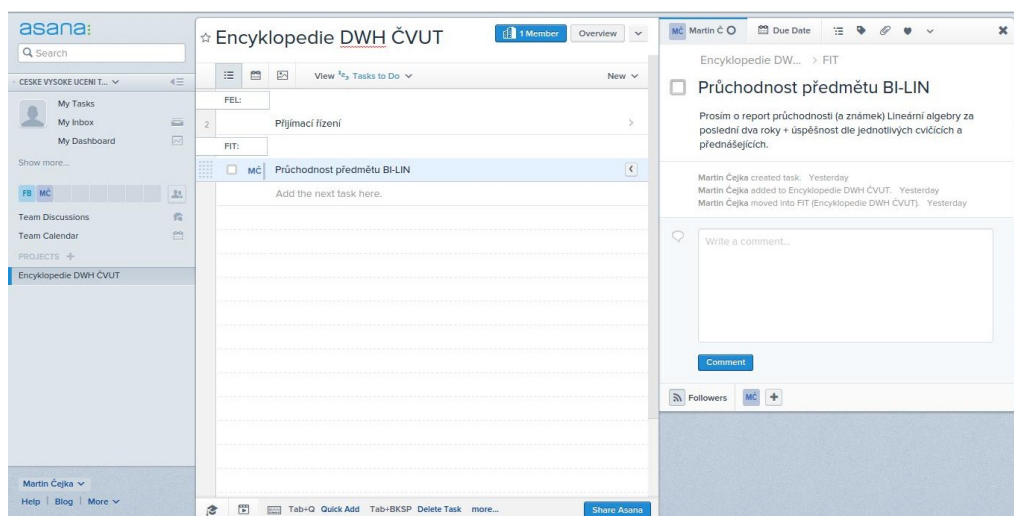 asana:
Search
CESKE VYSOKE UCENI T...
My Tasks
My Inbox
My Dashboard
Show more...
FB MČ
Team Discussions
Team Calendar
PROJECTS +
Encyklopedie DWH ČVUT
Martin Čejka
Help | Blog | More
Encyklopedie DWH ČVUT
1 Member
Overview
View Tasks to Do
New
FEL:
2 Přijímací řízení
FIT:
MČ Průchodnost předmětu BI-LIN
Add the next task here.
Tab+Q Quick Add Tab+BKSP Delete Task more...
Share Asana
MČ Martin Č
Due Date
Encyklopedie DW... > FIT
Průchodnost předmětu BI-LIN
Prosím o report průchodnosti (a známek) Lineární algebry za
poslední dva roky + úspěšnost dle jednotlivých cvičících a
přednášejících.
Martin Čejka created task. Yesterday
Martin Čejka added to Encyklopedie DWH ČVUT. Yesterday
Martin Čejka moved into FIT (Encyklopedie DWH ČVUT). Yesterday
Write a comment...
Comment
Followers MČ +